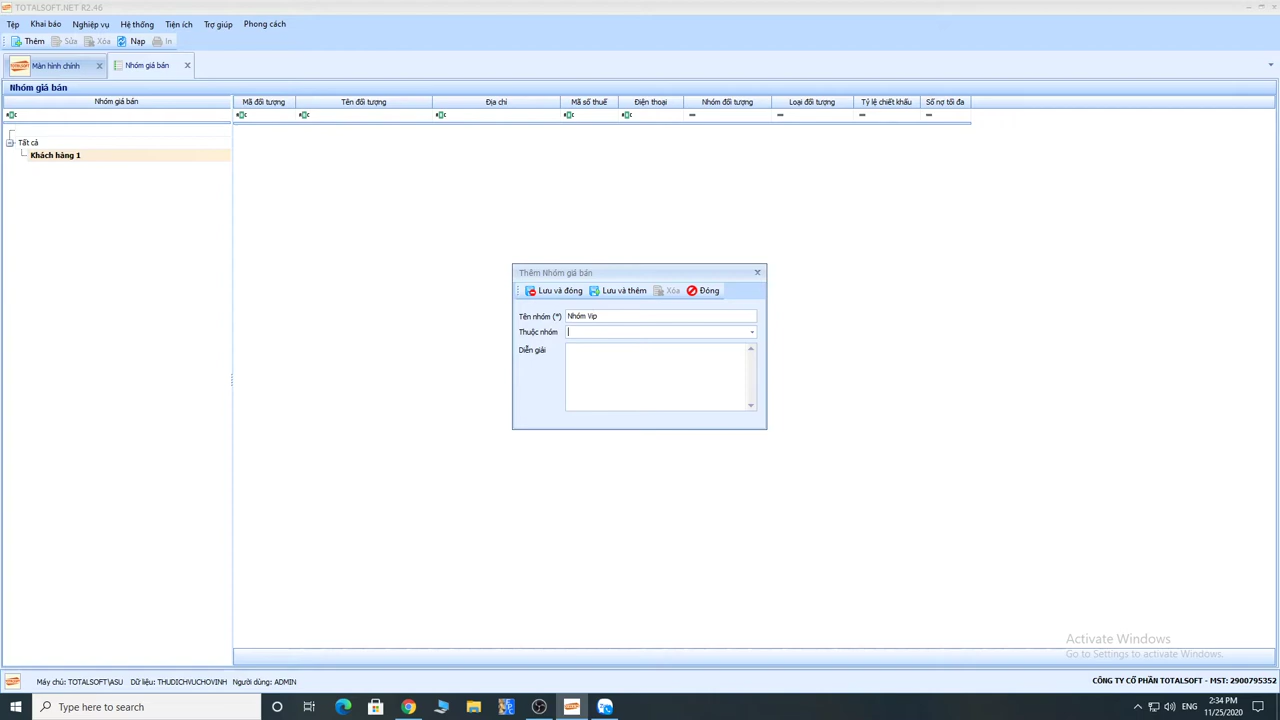 TOTALSOFT.NET R2.46
Tệp Khai báo Nghiệp vụ Hệ thống Tiện ích Trợ giúp Phong cách
Thêm Sửa Xóa Nạp In
Màn hình chính Nhóm giá bán
Nhóm giá bán
Nhóm giá bán Mã đối tượng Tên đối tượng Địa chỉ Mã số thuế Điện thoại Nhóm đối tượng Loại đối tượng Tỷ lệ chiết khấu Số nợ tối đa
Tất cả
Khách hàng 1
Thêm Nhóm giá bán
Lưu và đóng Lưu và thêm Xóa Đóng
Tên nhóm (*) Nhóm Vip
Thuộc nhóm
Diễn giải
Activate Windows
Go to Settings to activate Windows.
Máy chủ: TOTALSOFT\ASU Dữ liệu: THUDICHVUCHOVINH Người dùng: ADMIN CÔNG TY CỔ PHẦN TOTALSOFT - MST: 2900795352
Type here to search ENG 2:34 PM
11/25/2020